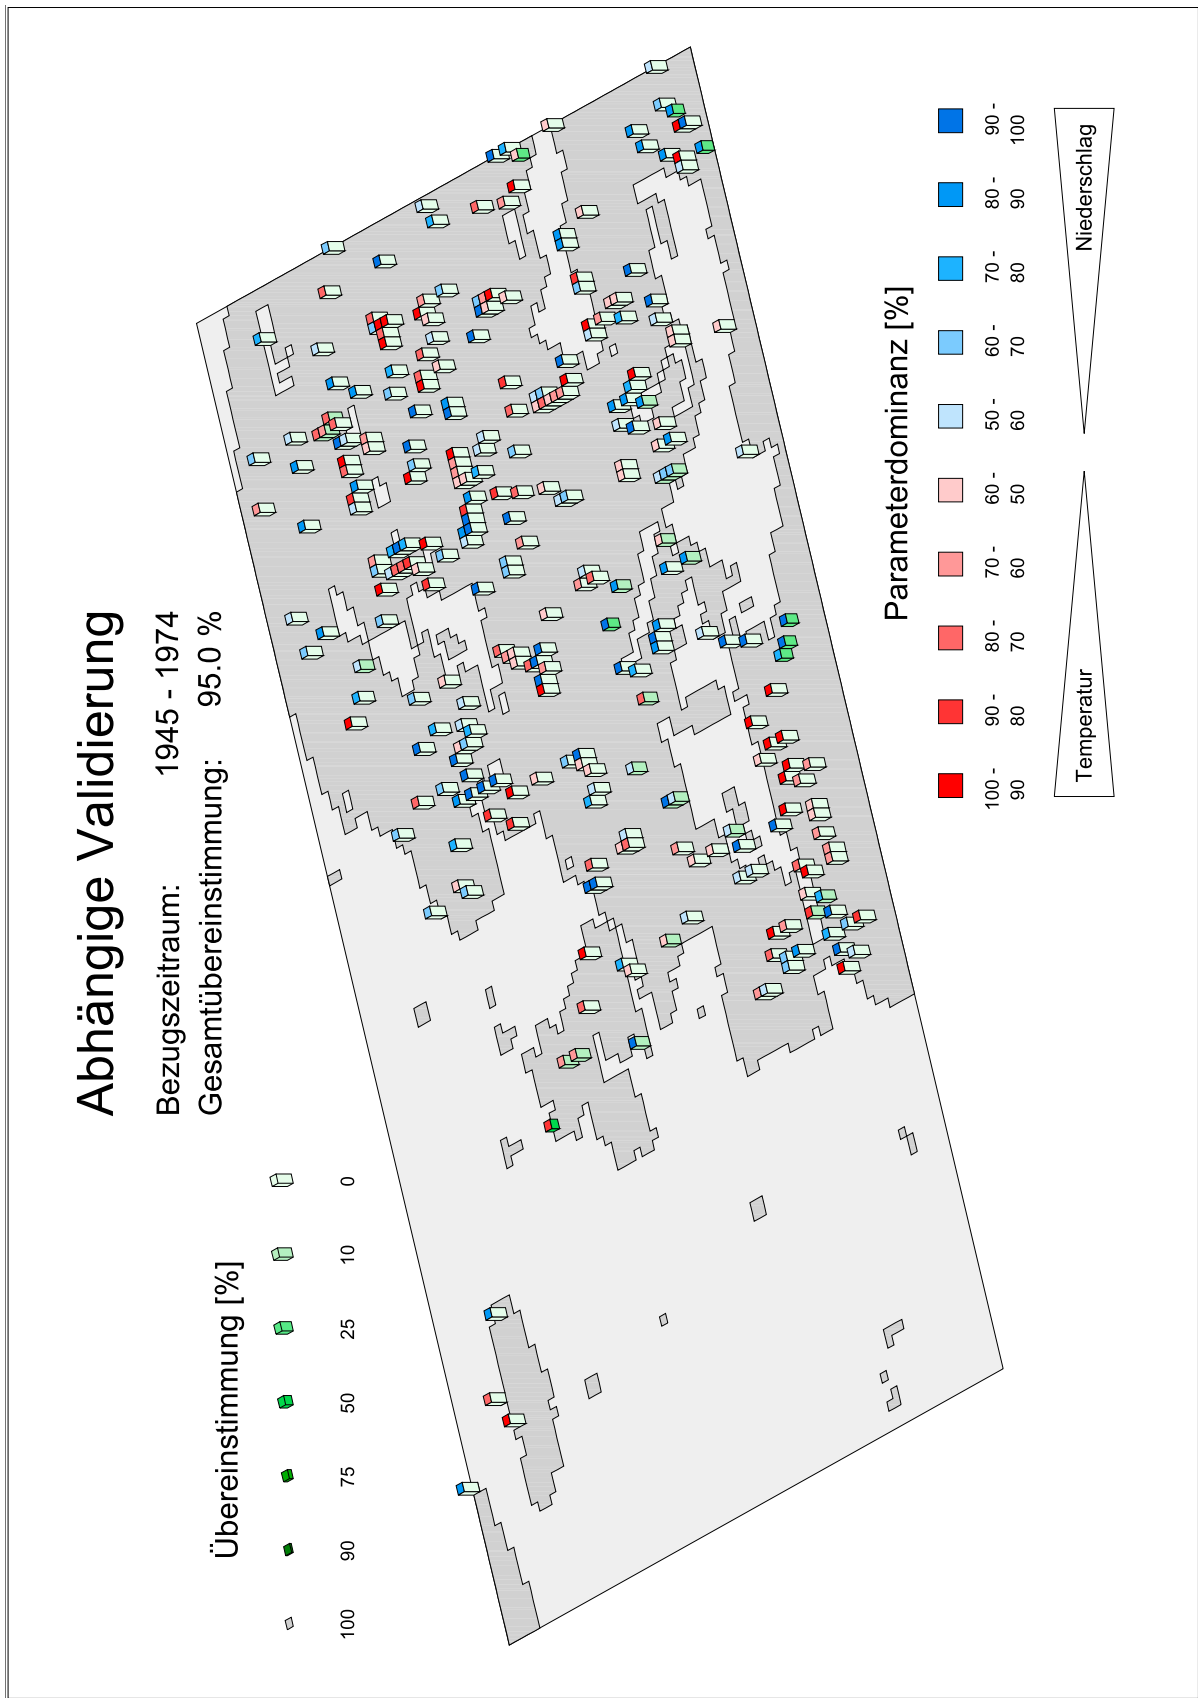 Abhängige Validierung
Bezugszeitraum: 1945 - 1974
Gesamtübereinstimmung: 95.0 %
Übereinstimmung [%]
100 90 75 50 25 10 0
Parameterdominanz [%]
100 - 90 90 - 80 80 - 70 70 - 60 60 - 50 50 - 60 60 - 70 70 - 80 80 - 90 90 - 100
Temperatur Niederschlag